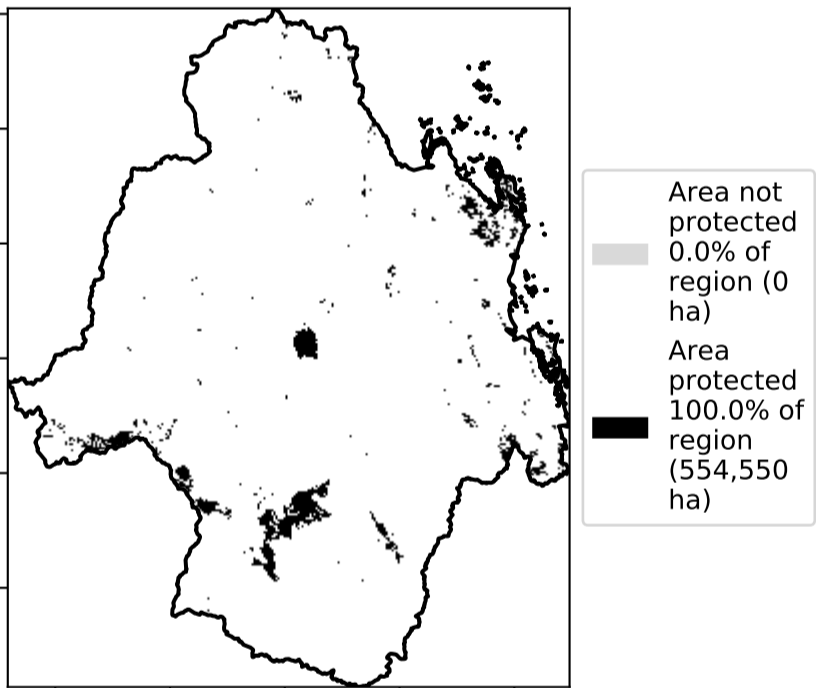 Area not
protected
0.0% of
region (0
ha)
Area
protected
100.0% of
region
(554,550
ha)